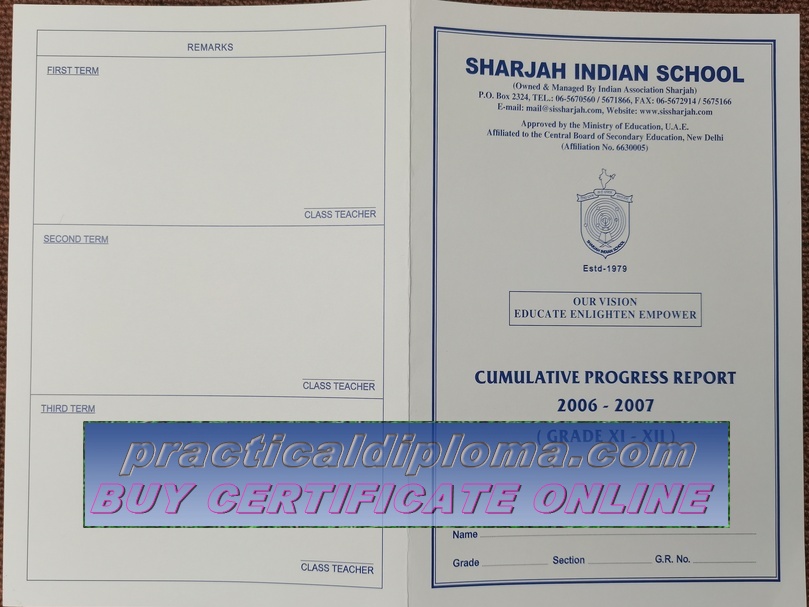 REMARKS
FIRST TERM
CLASS TEACHER
SECOND TERM
CLASS TEACHER
THIRD TERM
CLASS TEACHER
SHARJAH INDIAN SCHOOL
(Owned & Managed By Indian Association Sharjah)
P.O. Box 2324, TEL.: 06-5670560 / 5671866, FAX: 06-5672914 / 5675166
E-mail: mail@sissharjah.com, Website: www.sissharjah.com
Approved by the Ministry of Education, U.A.E.
Affiliated to the Central Board of Secondary Education, New Delhi
(Affiliation No. 6630005)
SHARJAH INDIAN SCHOOL
Estd-1979
OUR VISION
EDUCATE ENLIGHTEN EMPOWER
CUMULATIVE PROGRESS REPORT
2006 - 2007
( GRADE XI - XII )
practicaldiploma.com
BUY CERTIFICATE ONLINE
Name
Grade Section G.R. No.